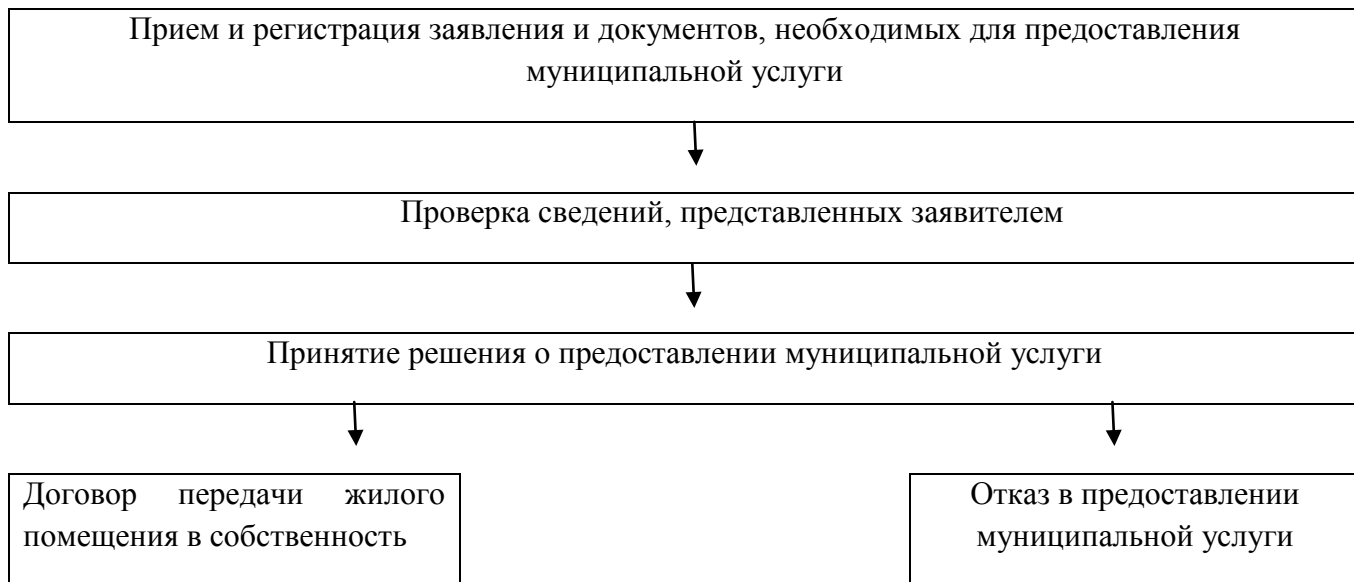 Прием и регистрация заявления и документов, необходимых для предоставления
муниципальной услуги
Проверка сведений, представленных заявителем
Принятие решения о предоставлении муниципальной услуги
Договор передачи жилого
помещения в собственность
Отказ в предоставлении
муниципальной услуги